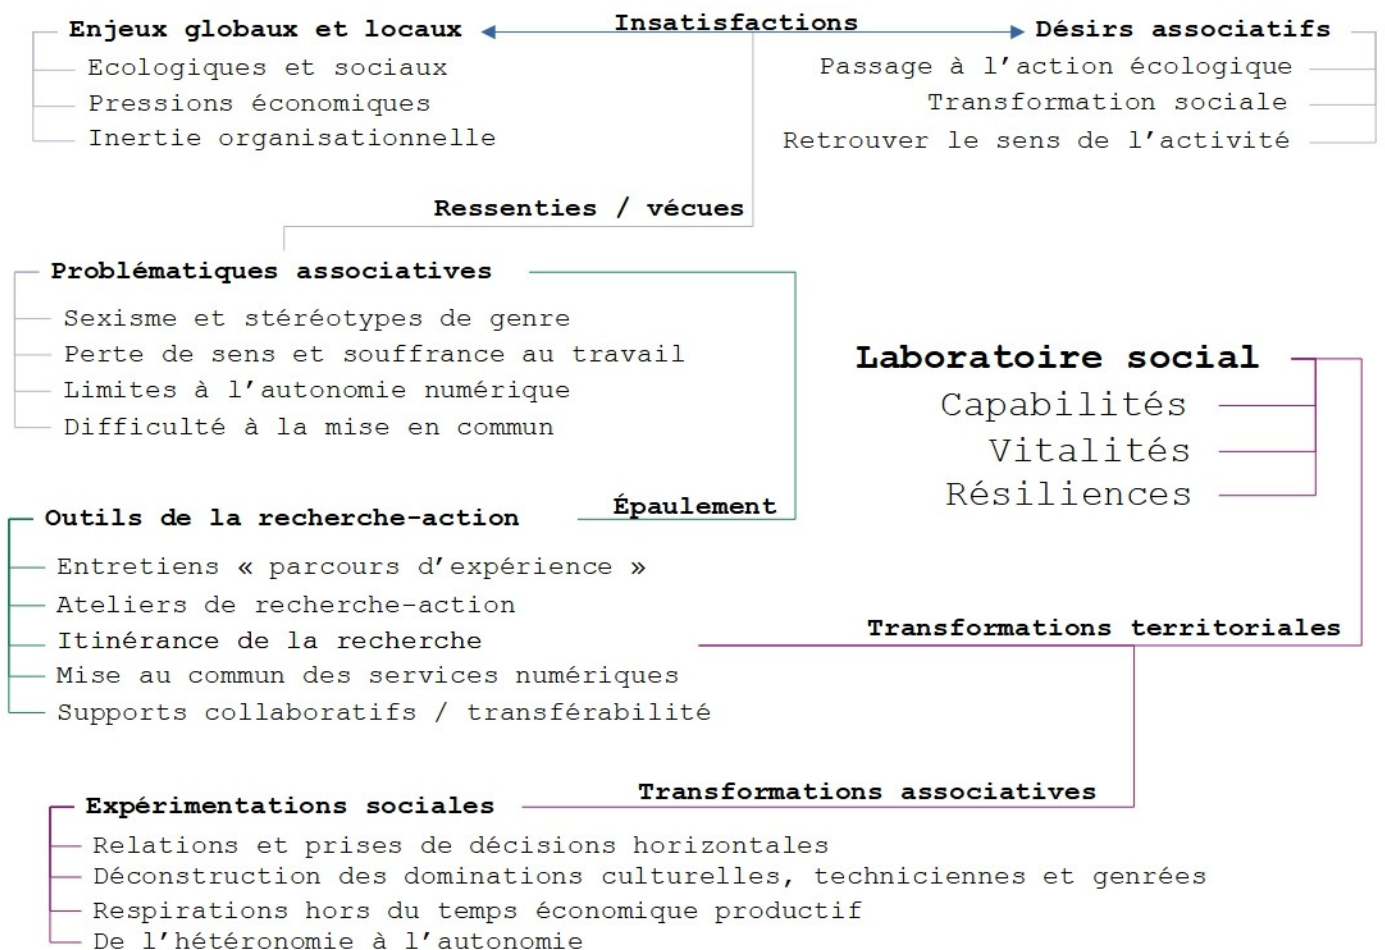 Enjeux globaux et locaux
Insatisfactions
Désirs associatifs
Ecologiques et sociaux
Pressions économiques
Inertie organisationnelle
Passage à l’action écologique
Transformation sociale
Retrouver le sens de l’activité
Ressenties / vécues
Problématiques associatives
Sexisme et stéréotypes de genre
Perte de sens et souffrance au travail
Limites à l’autonomie numérique
Difficulté à la mise en commun
Laboratoire social
Capabilités
Vitalités
Résiliences
Épaulement
Outils de la recherche-action
Entretiens « parcours d’expérience »
Ateliers de recherche-action
Itinérance de la recherche
Mise au commun des services numériques
Supports collaboratifs / transférabilité
Transformations territoriales
Transformations associatives
Expérimentations sociales
Relations et prises de décisions horizontales
Déconstruction des dominations culturelles, techniciennes et genrées
Respirations hors du temps économique productif
De l’hétéronomie à l’autonomie